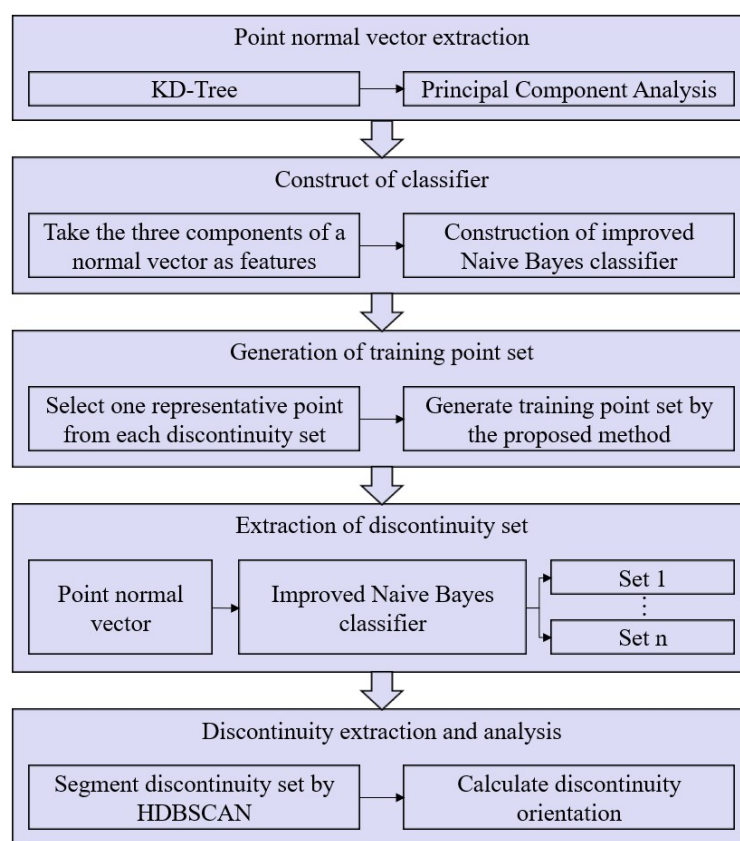 Point normal vector extraction
KD-Tree
Principal Component Analysis
Construct of classifier
Take the three components of a
normal vector as features
Construction of improved
Naive Bayes classifier
Generation of training point set
Select one representative point
from each discontinuity set
Generate training point set by
the proposed method
Extraction of discontinuity set
Point normal
vector
Improved Naive Bayes
classifier
Set 1
⋮
Set n
Discontinuity extraction and analysis
Segment discontinuity set by
HDBSCAN
Calculate discontinuity
orientation